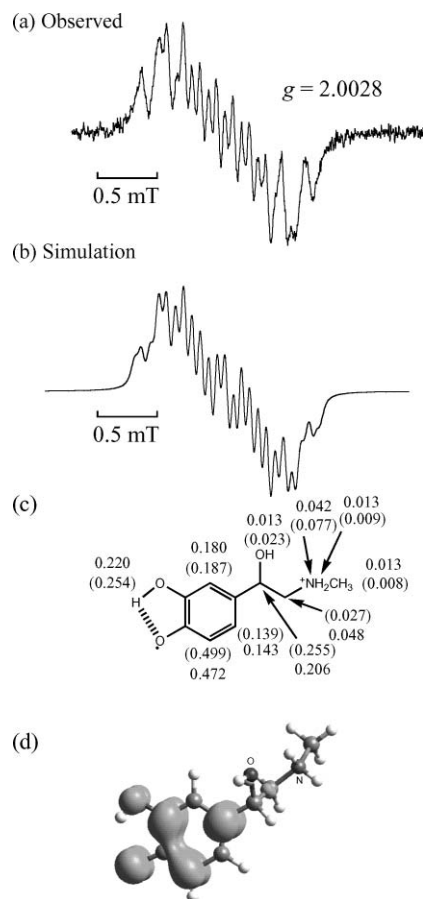 (a) Observed
g = 2.0028
0.5 mT
(b) Simulation
0.5 mT
(c)
0.042
(0.077)
0.013
(0.009)
0.013
(0.023)
OH
0.180
(0.187)
0.220
(0.254)
+NH2CH3
0.013
(0.008)
H
O
O
(0.027)
0.048
(0.139)
0.143
(0.255)
0.206
(0.499)
0.472
(d)
O
N